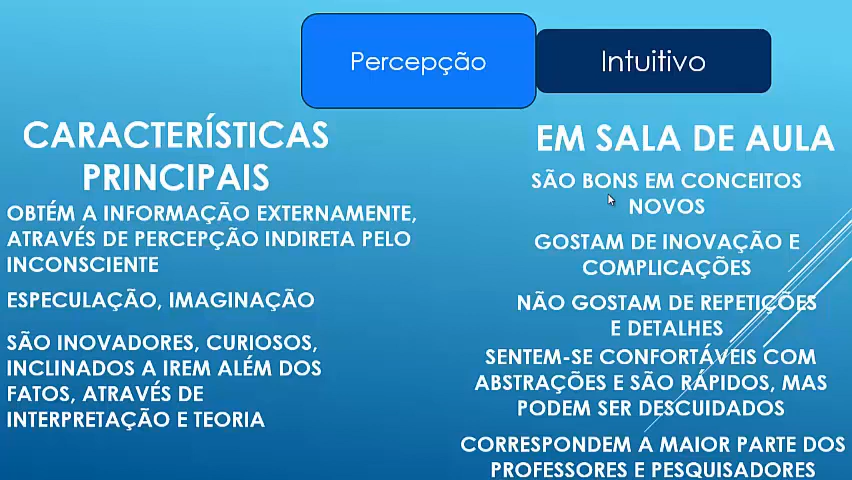 Percepção
Intuitivo
CARACTERÍSTICAS
PRINCIPAIS
OBTÉM A INFORMAÇÃO EXTERNAMENTE,
ATRAVÉS DE PERCEPÇÃO INDIRETA PELO
INCONSCIENTE
ESPECULAÇÃO, IMAGINAÇÃO
SÃO INOVADORES, CURIOSOS,
INCLINADOS A IREM ALÉM DOS
FATOS, ATRAVÉS DE
INTERPRETAÇÃO E TEORIA
EM SALA DE AULA
SÃO BONS EM CONCEITOS
NOVOS
GOSTAM DE INOVAÇÃO E
COMPLICAÇÕES
NÃO GOSTAM DE REPETIÇÕES
E DETALHES
SENTEM-SE CONFORTÁVEIS COM
ABSTRAÇÕES E SÃO RÁPIDOS, MAS
PODEM SER DESCUIDADOS
CORRESPONDEM A MAIOR PARTE DOS
PROFESSORES E PESQUISADORES